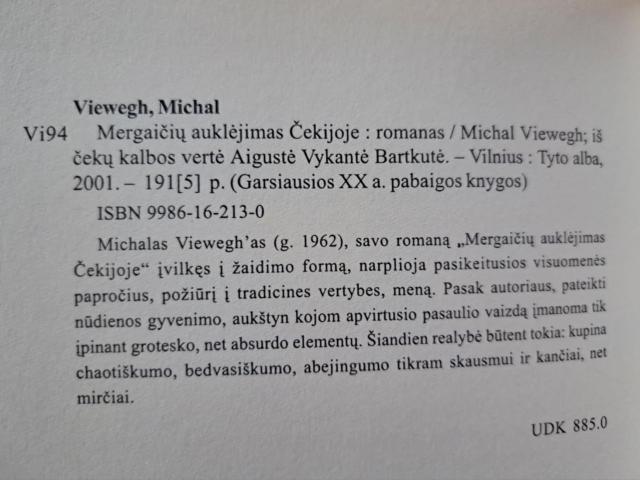 Viewegh, Michal
Vi94 Mergaičių auklėjimas Čekijoje : romanas / Michal Viewegh; iš
čekų kalbos vertė Aigustė Vykantė Bartkutė. – Vilnius : Tyto alba,
2001. – 191[5] p. (Garsiausios XX a. pabaigos knygos)
ISBN 9986-16-213-0
Michalas Viewegh'as (g. 1962), savo romaną „Mergaičių auklėjimas
Čekijoje“ įvilkęs į žaidimo formą, narplioja pasikeitusios visuomenės
papročius, požiūrį į tradicines vertybes, meną. Pasak autoriaus, pateikti
nūdienos gyvenimo, aukštyn kojom apvirtusio pasaulio vaizdą įmanoma tik
įpinant grotesko, net absurdo elementų. Šiandien realybė būtent tokia: kupina
chaotiškumo, bedvasiškumo, abejingumo tikram skausmui ir kančiai, net
mirčiai.
UDK 885.0